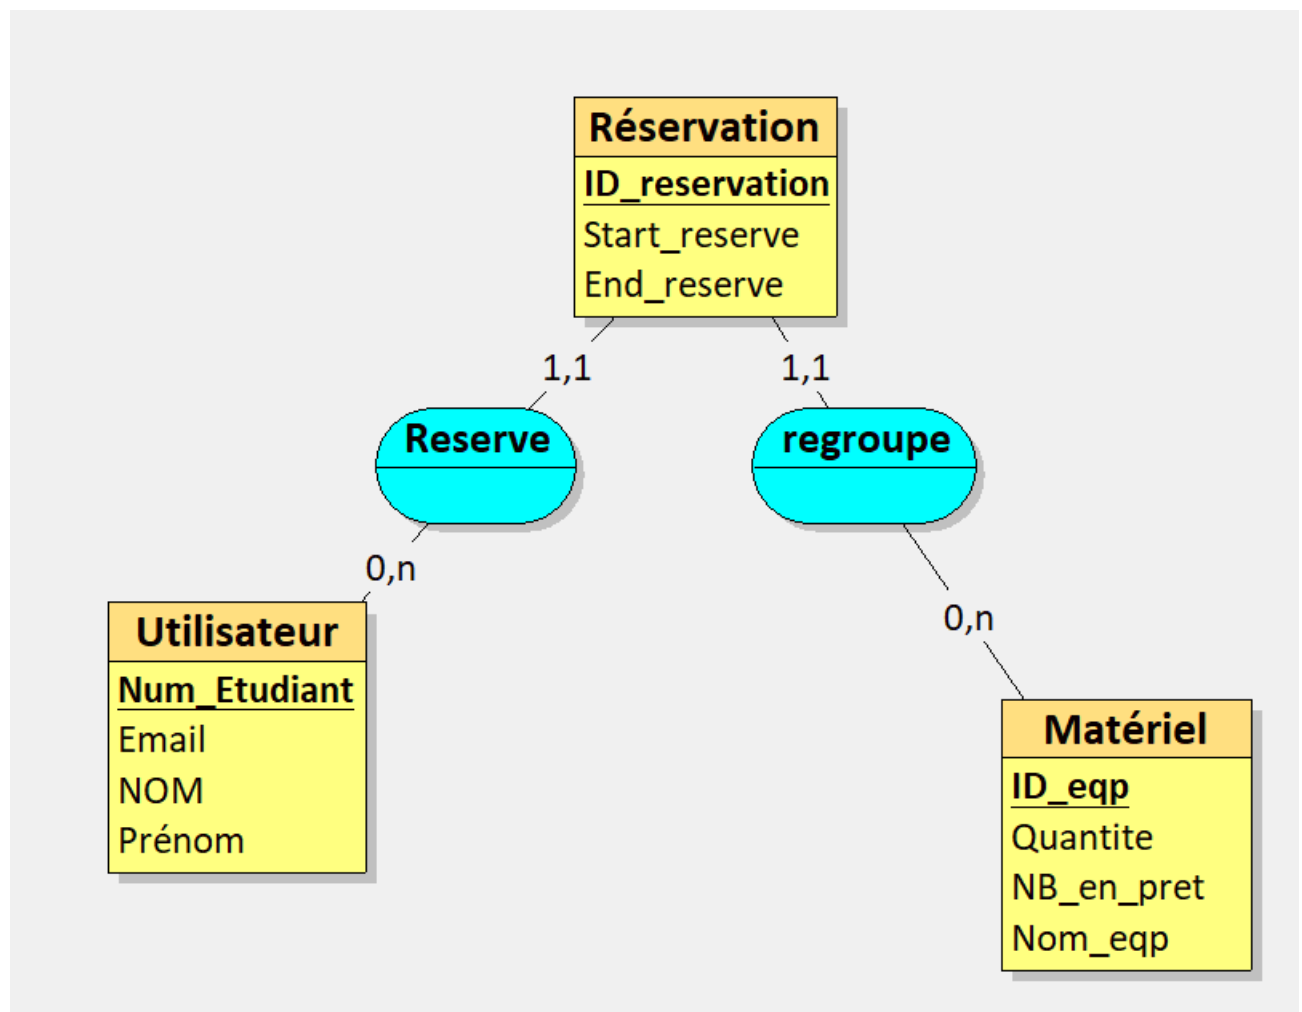 Réservation
ID_reservation
Start_reserve
End_reserve
1,1
1,1
Reserve
regroupe
0,n
0,n
Utilisateur
Num_Etudiant
Email
NOM
Prénom
Matériel
ID_eqp
Quantite
NB_en_pret
Nom_eqp